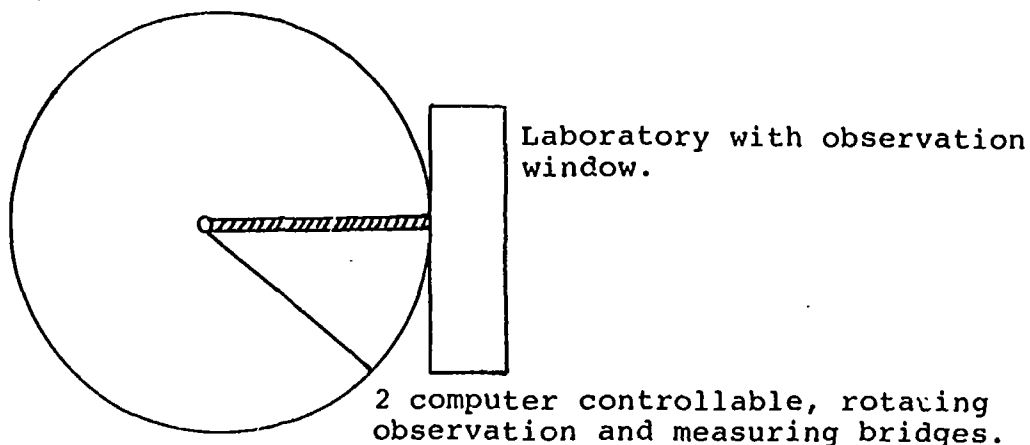 Laboratory with observation
window.
2 computer controllable, rotating
observation and measuring bridges.